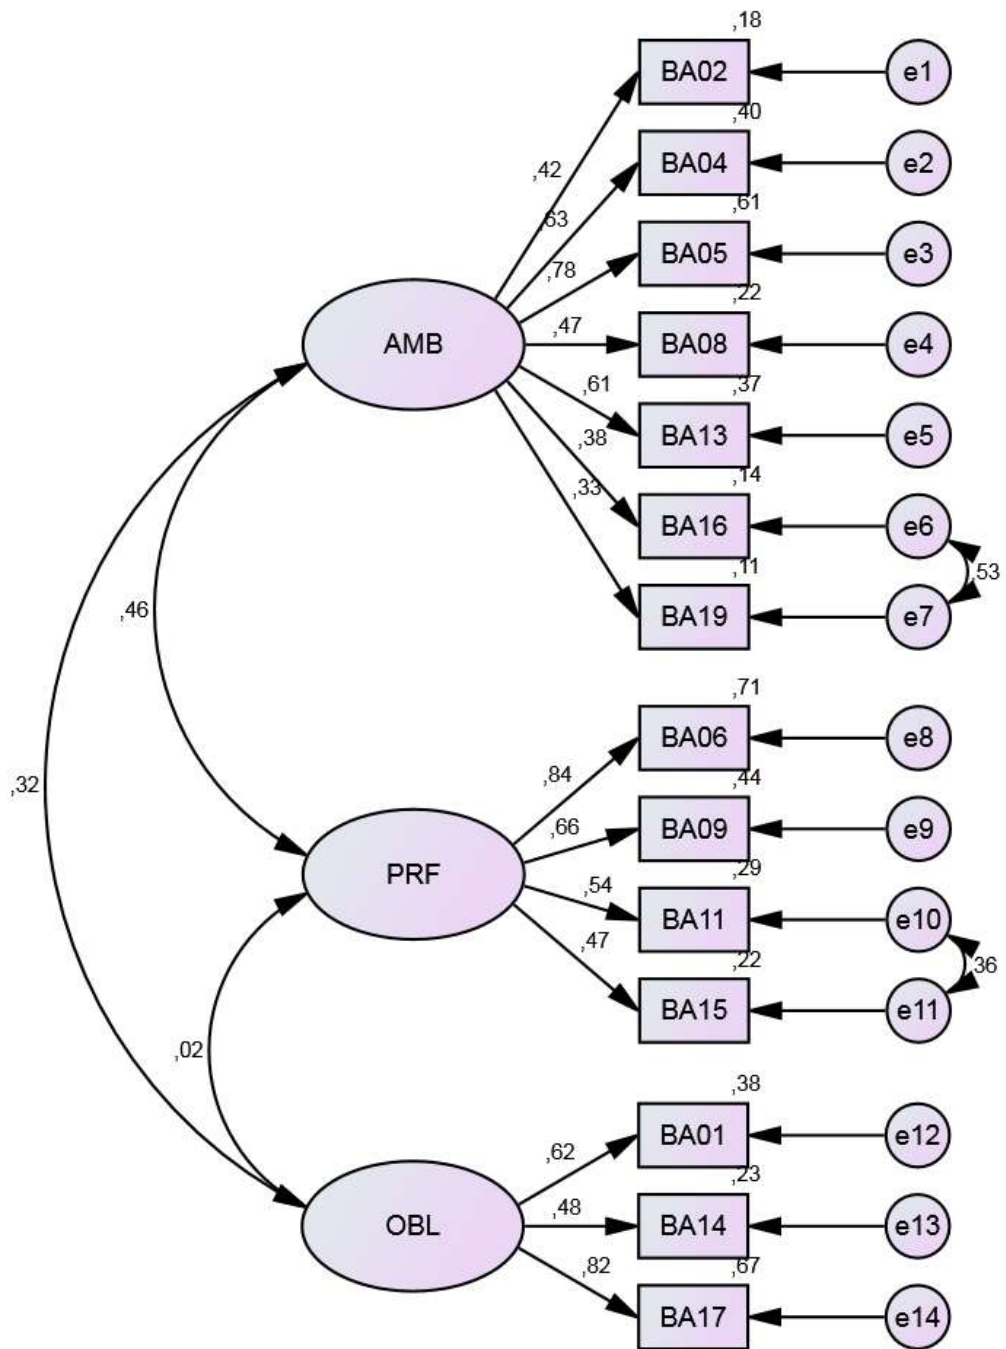 ,18
BA02
e1
,42
,40
BA04
e2
,63
,61
BA05
e3
,78
,22
BA08
e4
AMB
,47
,37
BA13
e5
,61
,14
BA16
e6
,38
,53
,11
BA19
e7
,33
,46
,71
BA06
e8
,84
,44
BA09
e9
,66
PRF
,29
BA11
e10
,54
,36
,22
BA15
e11
,47
,32
,02
,38
BA01
e12
,62
,23
BA14
e13
,48
OBL
,67
BA17
e14
,82